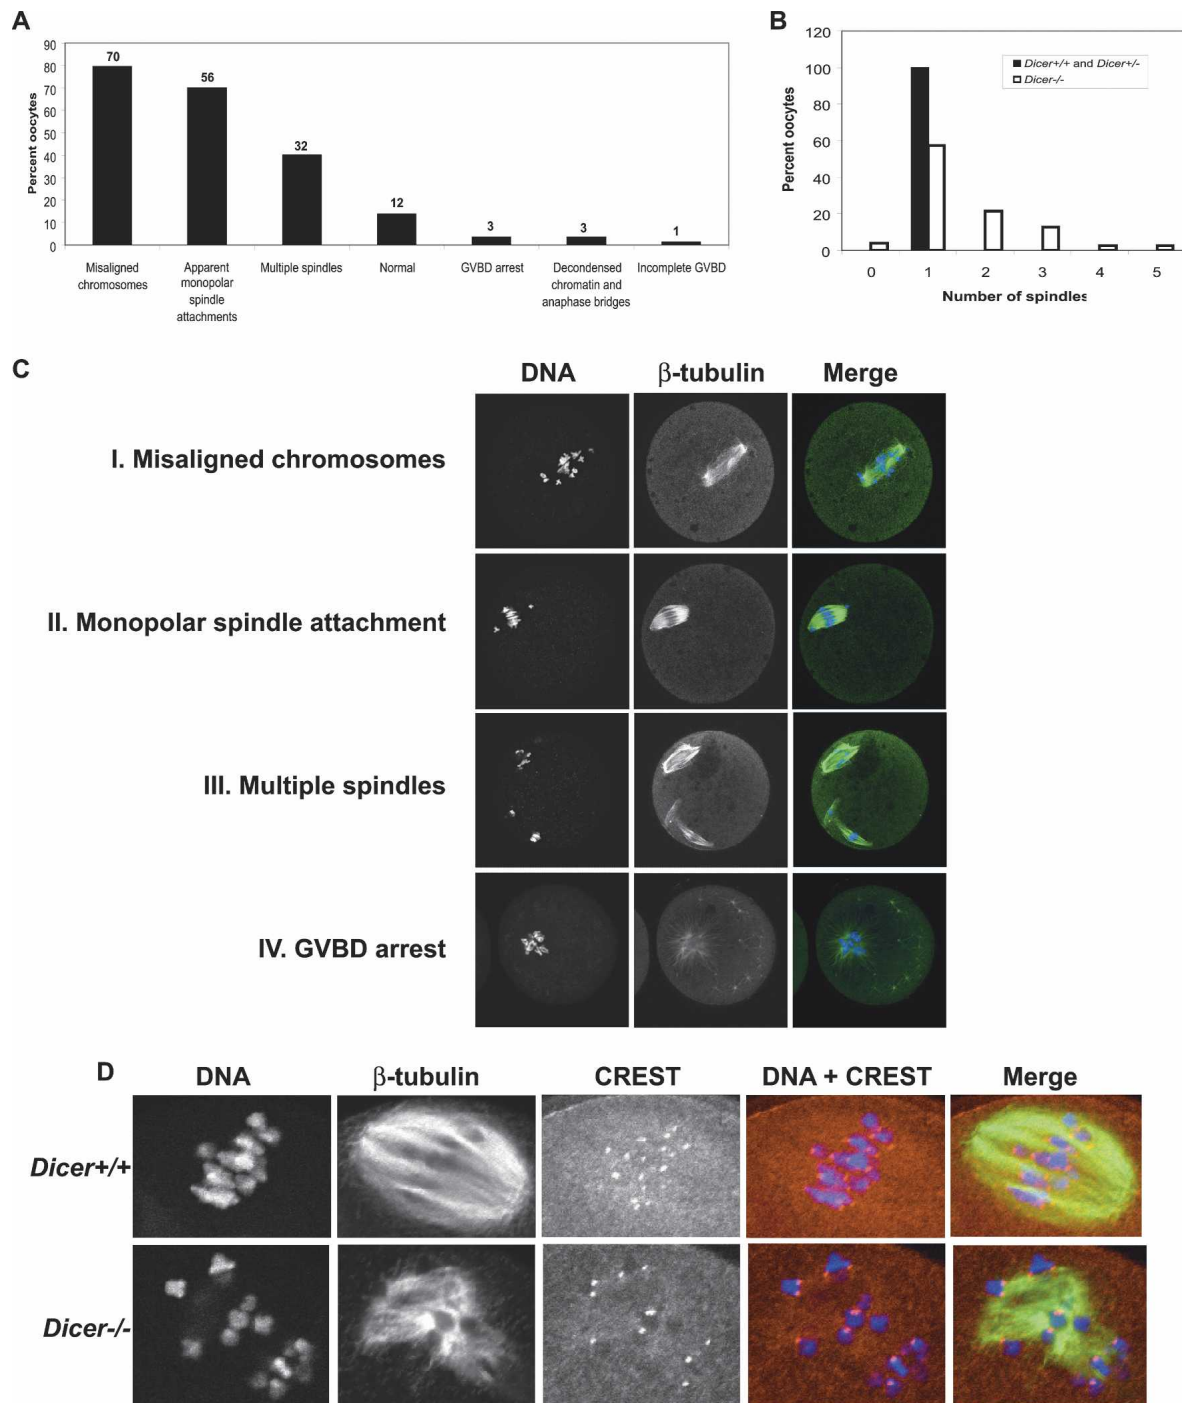 A
Percent oocytes
90
80
70
60
50
40
30
20
10
0
70
56
32
12
3
3
1
Misaligned
chromosomes
Apparent
monopolar
spindle
attachments
Multiple spindles
Normal
GVBD arrest
Decondensed
chromatin and
anaphase bridges
Incomplete GVBD
B
Percent oocytes
120
100
80
60
40
20
0
Dicer+/+ and Dicer+/-
Dicer-/-
0 1 2 3 4 5
Number of spindles
C
DNA β-tubulin Merge
I. Misaligned chromosomes
II. Monopolar spindle attachment
III. Multiple spindles
IV. GVBD arrest
D
DNA β-tubulin CREST DNA + CREST Merge
Dicer+/+
Dicer-/-